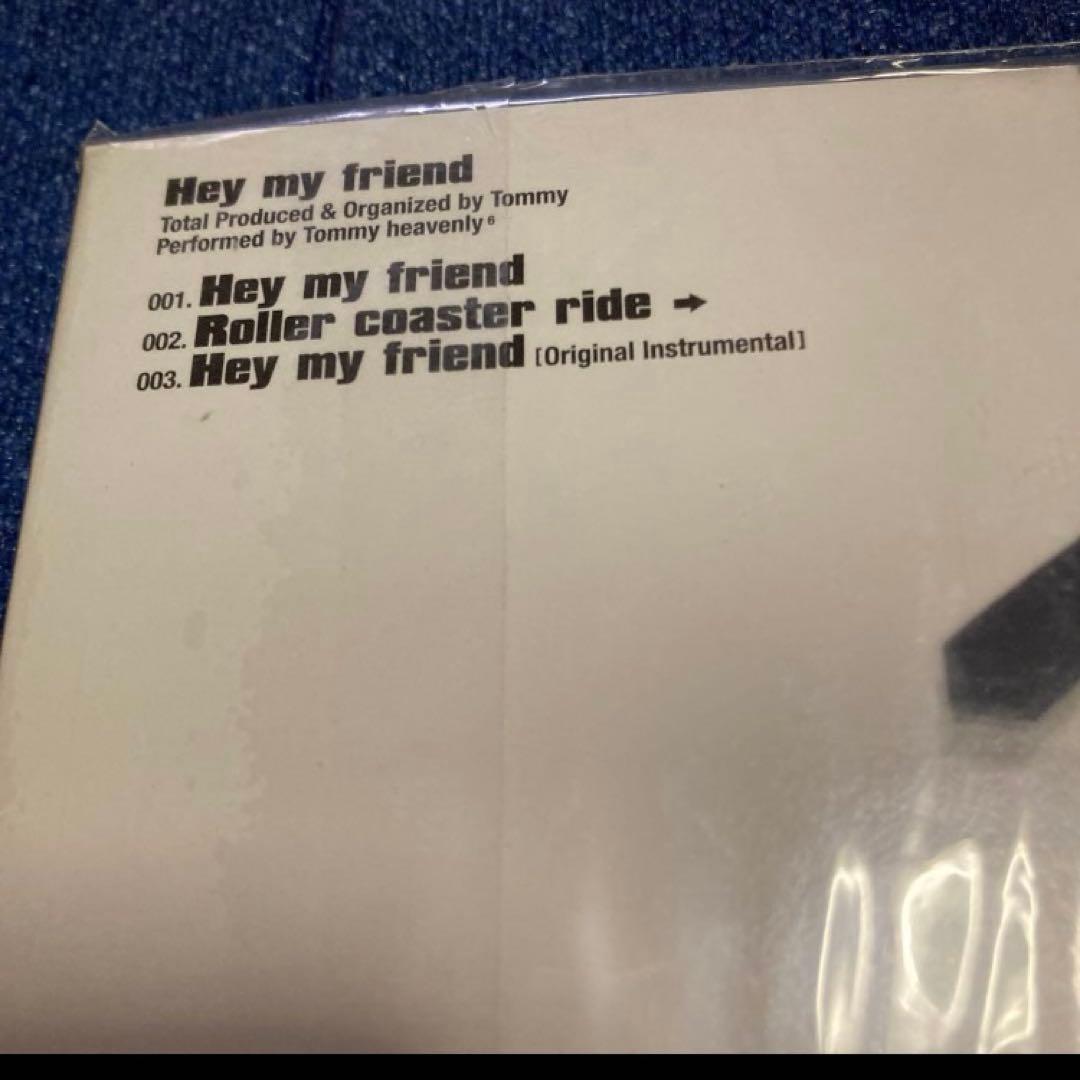 Hey my friend
Total Produced & Organized by Tommy
Performed by Tommy heavenly⁶
001. Hey my friend
002. Roller coaster ride →
003. Hey my friend [Original Instrumental]